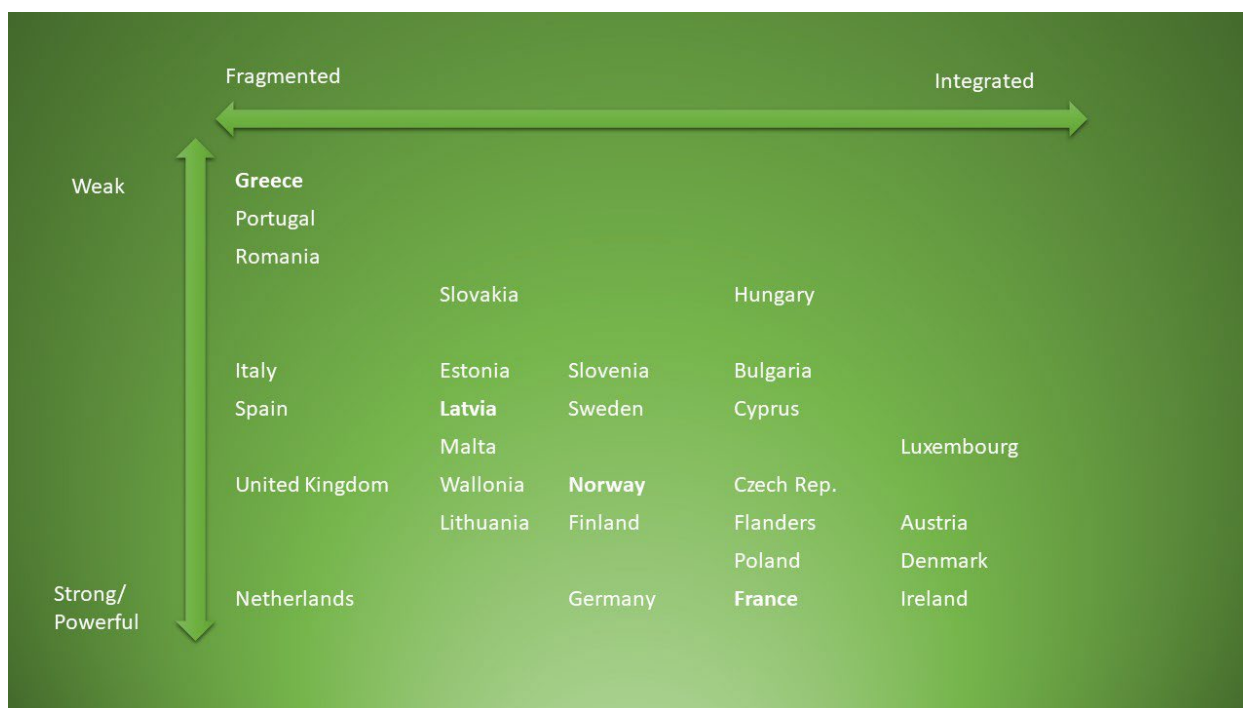 Fragmented Integrated
Weak Greece
Portugal
Romania
Slovakia Hungary
Italy Estonia Slovenia Bulgaria
Spain Latvia Sweden Cyprus
Malta Luxembourg
United Kingdom Wallonia Norway Czech Rep.
Lithuania Finland Flanders Austria
Poland Denmark
Strong/
Powerful
Netherlands Germany France Ireland